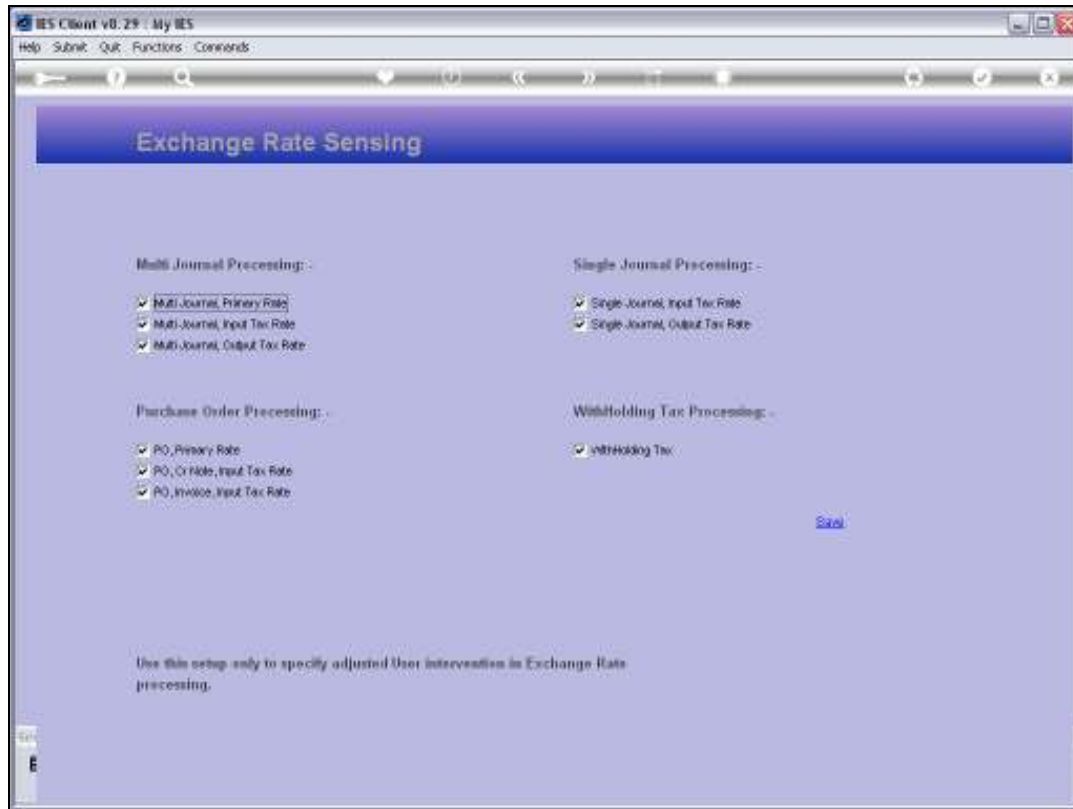 IES Client v8.29 : My IES
Help Submit Quit Functions Commands
Exchange Rate Sensing
Multi Journal Processing: -
Multi Journal, Primary Rate
Multi Journal, Input Tax Rate
Multi Journal, Output Tax Rate
Single Journal Processing: -
Single Journal, Input Tax Rate
Single Journal, Output Tax Rate
Purchase Order Processing: -
PO, Primary Rate
PO, Cr Note, Input Tax Rate
PO, Invoice, Input Tax Rate
WithHolding Tax Processing: -
WithHolding Tax
Save
Use this setup only to specify adjusted User intervention in Exchange Rate
processing.